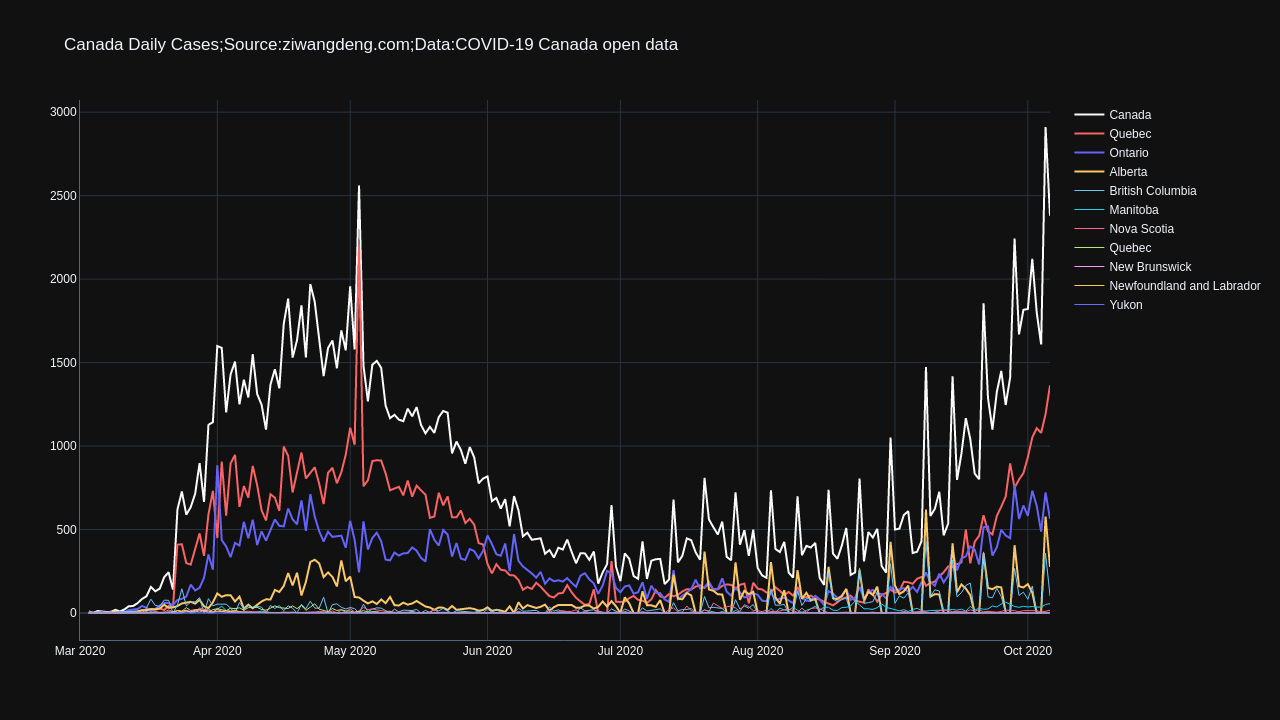 Canada Daily Cases;Source:ziwangdeng.com;Data:COVID-19 Canada open data
3000
2500
2000
1500
1000
500
0
Mar 2020
Apr 2020
May 2020
Jun 2020
Jul 2020
Aug 2020
Sep 2020
Oct 2020
Canada
Quebec
Ontario
Alberta
British Columbia
Manitoba
Nova Scotia
Quebec
New Brunswick
Newfoundland and Labrador
Yukon